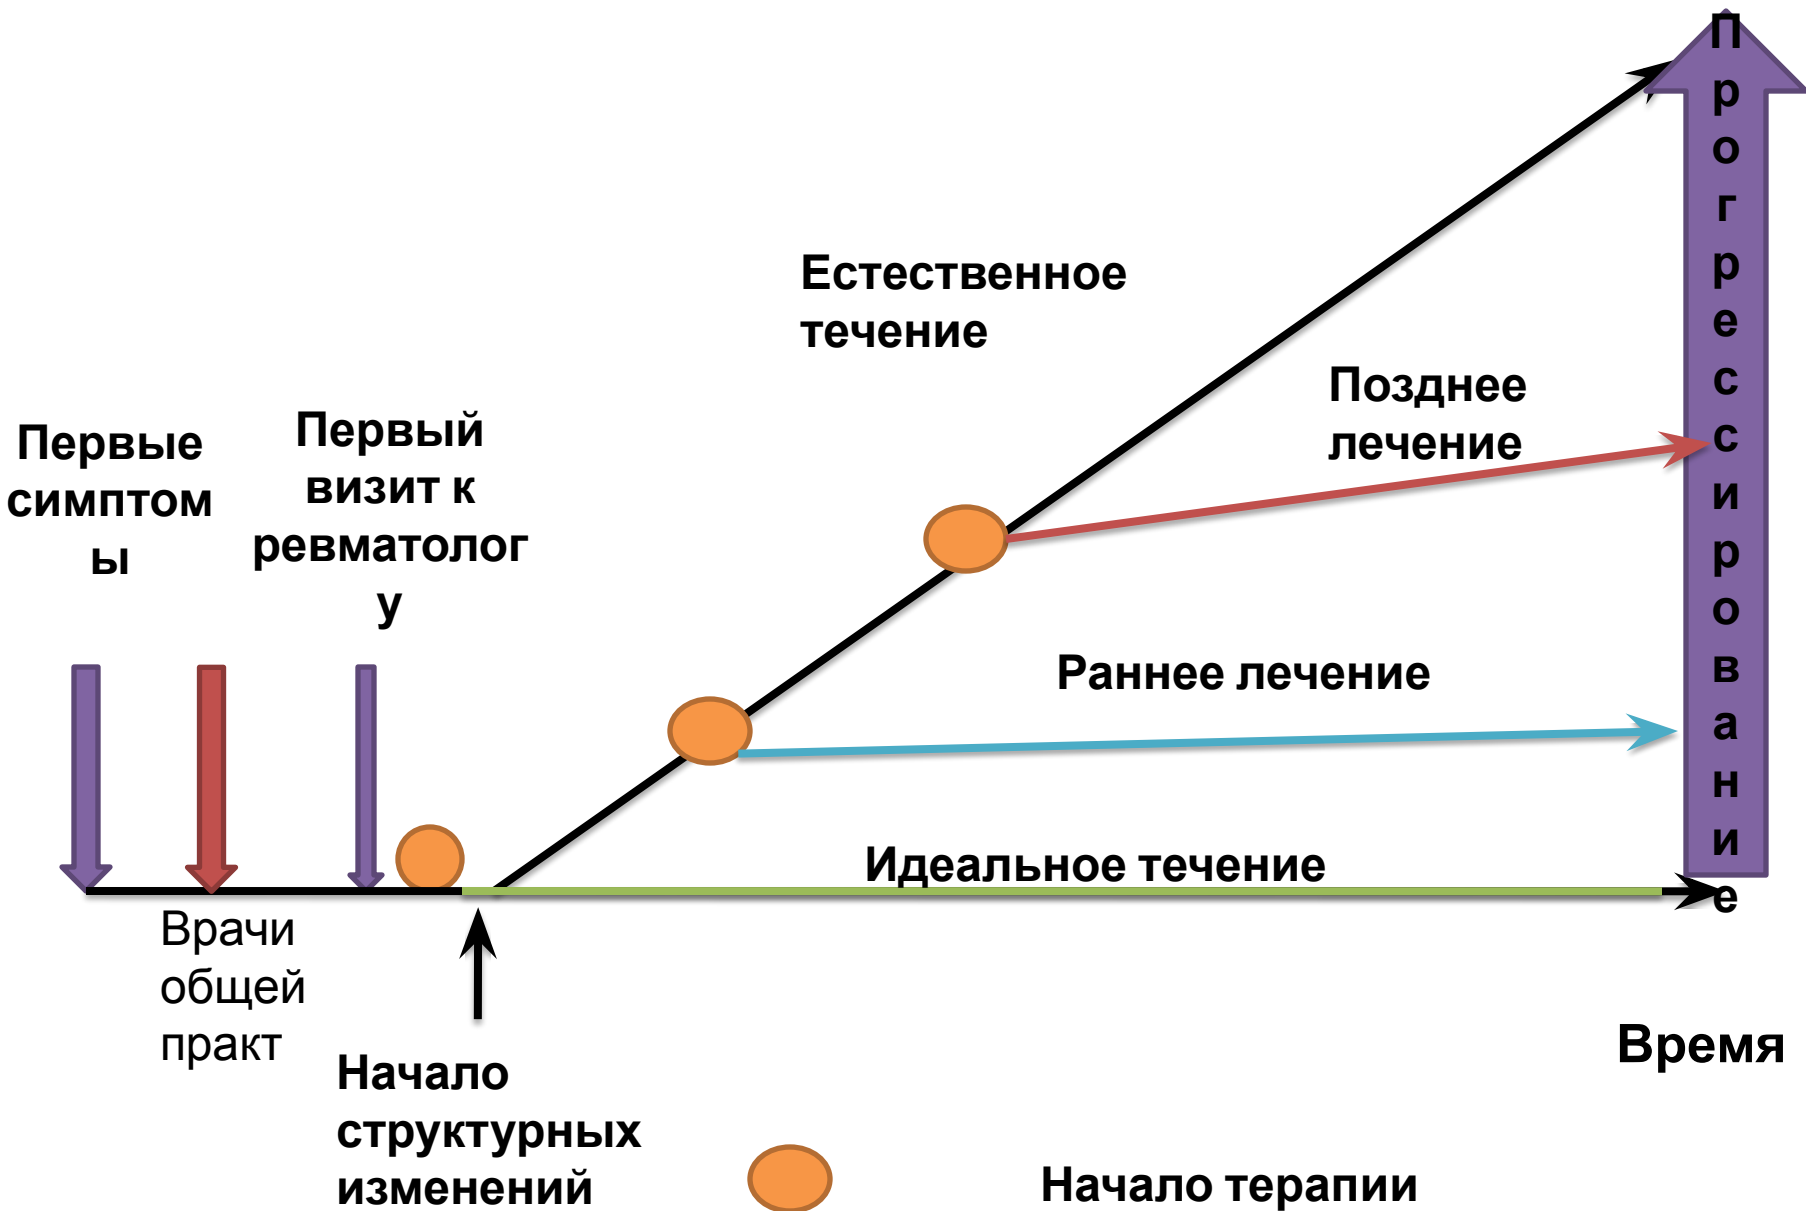 Естественное
течение
Позднее
лечение
Первые
симптом
ы
Первый
визит к
ревматолог
у
Раннее лечение
Идеальное течение
Прогрессирование
Врачи
общей
практ
Время
Начало
структурных
изменений
Начало терапии